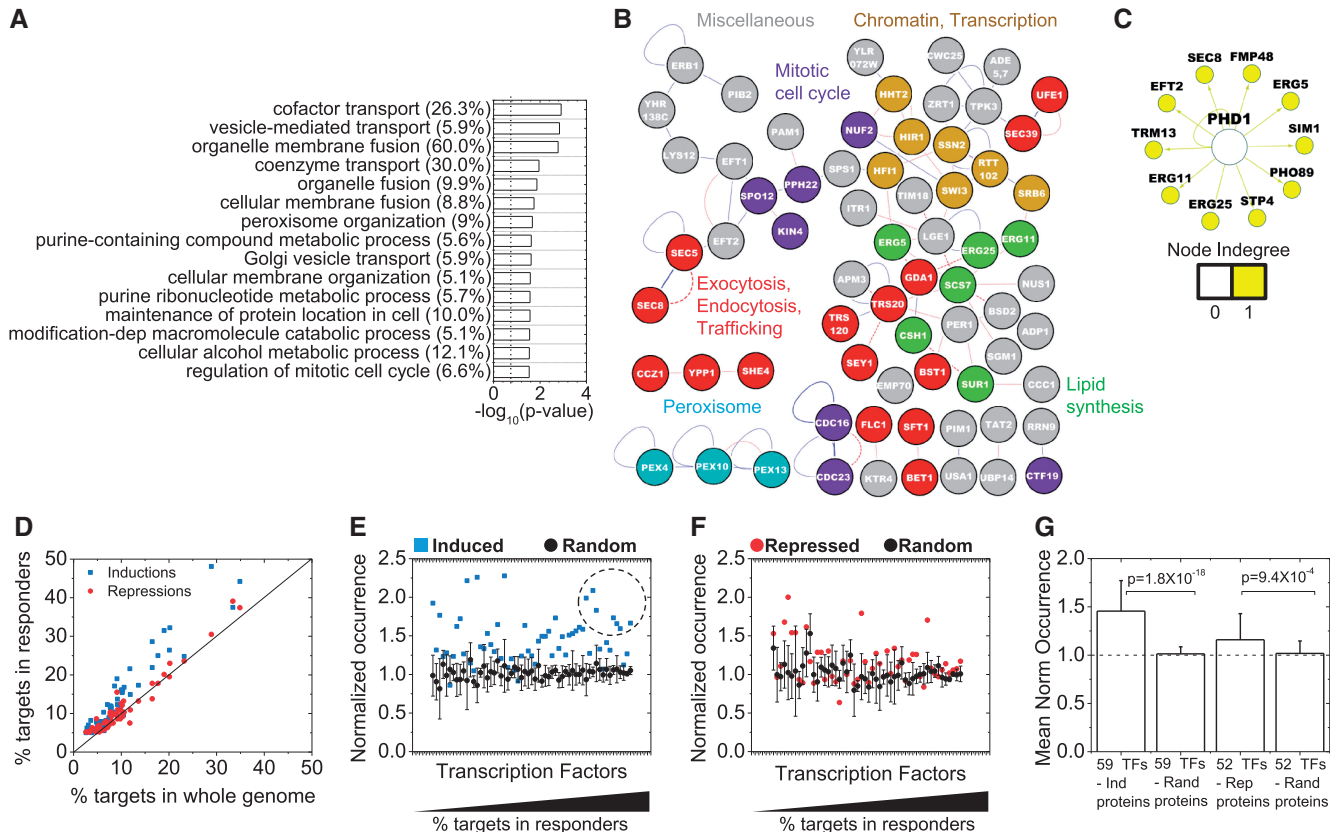 A
cofactor transport (26.3%)
vesicle-mediated transport (5.9%)
organelle membrane fusion (60.0%)
coenzyme transport (30.0%)
organelle fusion (9.9%)
cellular membrane fusion (8.8%)
peroxisome organization (9%)
purine-containing compound metabolic process (5.6%)
Golgi vesicle transport (5.9%)
cellular membrane organization (5.1%)
purine ribonucleotide metabolic process (5.7%)
maintenance of protein location in cell (10.0%)
modification-dep macromolecule catabolic process (5.1%)
cellular alcohol metabolic process (12.1%)
regulation of mitotic cell cycle (6.6%)
0 2 4
-log10(p-value)
B
Miscellaneous
Chromatin, Transcription
Mitotic
cell cycle
Exocytosis,
Endocytosis,
Trafficking
Peroxisome
Lipid
synthesis
ERB1
PIB2
YHR
138C
PAM1
LYS12
EFT1
SPO12
PPH22
KIN4
EFT2
SEC5
SEC8
CCZ1
YPP1
SHE4
PEX4
PEX10
PEX13
YLR
072W
CWC25
ADE
5,7
HHT2
ZRT1
TPK3
UFE1
NUF2
HIR1
SSN2
SEC39
SPS1
HFI1
RTT
102
TIM18
SWI3
SRB6
ITR1
LGE1
ERG5
ERG25
ERG11
APM3
GDA1
SCS7
NUS1
TRS20
TRS
120
CSH1
PER1
BSD2
ADP1
SEY1
BST1
SGM1
EMP70
SUR1
CCC1
CDC16
FLC1
SFT1
PIM1
TAT2
RRN9
CDC23
KTR4
BET1
USA1
UBP14
CTF19
C
SEC8
FMP48
EFT2
ERG5
PHD1
TRM13
SIM1
ERG11
PHO89
ERG25
STP4
Node Indegree
0 1
D
% targets in responders
50
40
30
20
10
0
Inductions
Repressions
0 10 20 30 40 50
% targets in whole genome
E
Induced
Random
Normalized occurrence
2.5
2.0
1.5
1.0
0.5
0.0
Transcription Factors
% targets in responders
F
Repressed
Random
Normalized occurrence
2.5
2.0
1.5
1.0
0.5
0.0
Transcription Factors
% targets in responders
G
Mean Norm Occurrence
2.0
1.5
1.0
0.5
0.0
p=1.8X10-18
p=9.4X10-4
59 TFs 59 TFs 52 TFs 52 TFs
- Ind - Rand - Rep - Rand
proteins proteins proteins proteins